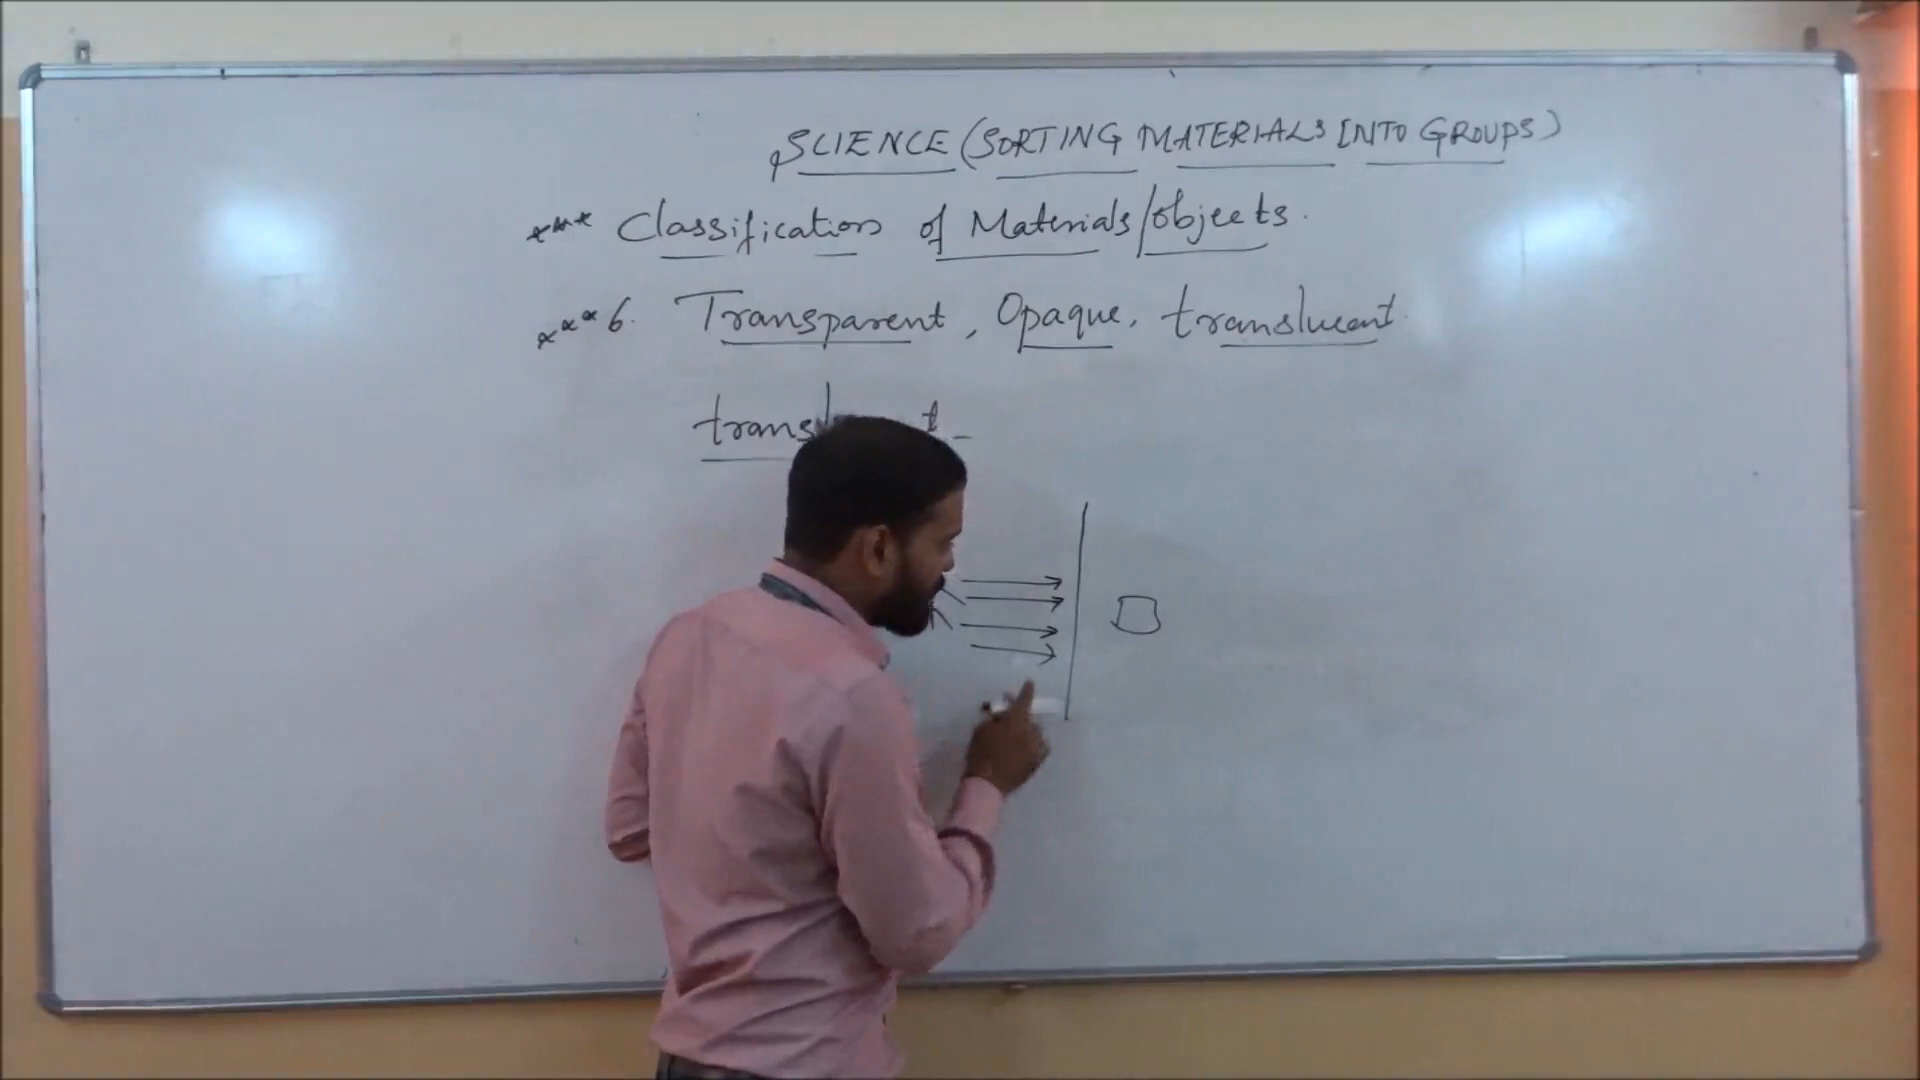 SCIENCE (SORTING MATERIALS INTO GROUPS)
*** Classification of Materials/objects.
*** 6. Transparent, Opaque, translucent.